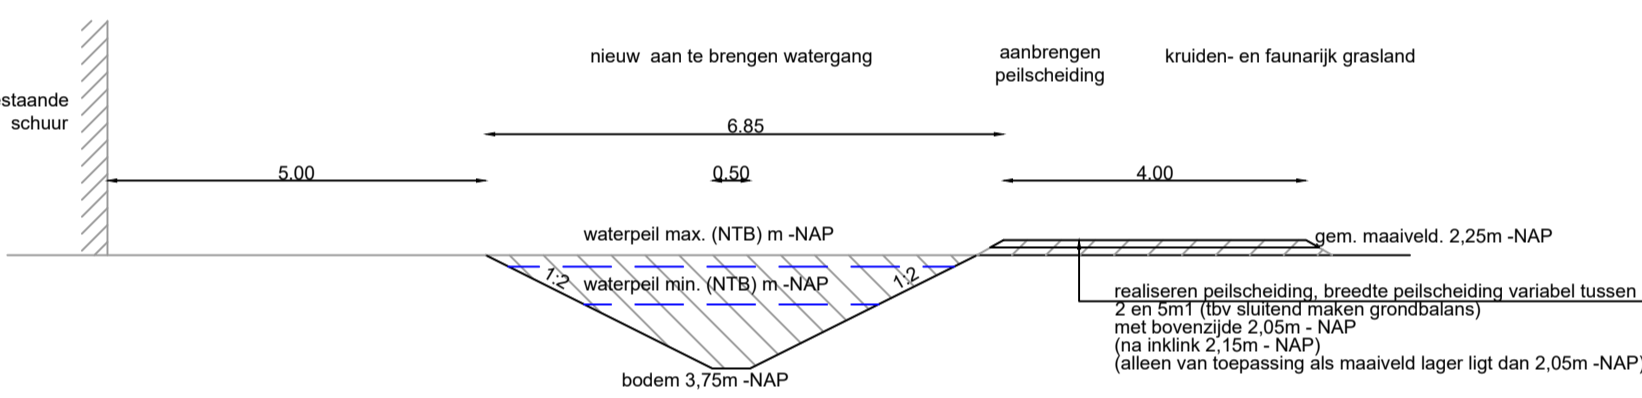 nieuw aan te brengen watergang
aanbrengen
peilscheiding
kruiden- en faunarijk grasland
staande
schuur
6.85
5.00
0.50
4.00
waterpeil max. (NTB) m -NAP
gem. maaiveld. 2,25m -NAP
1:2
waterpeil min. (NTB) m -NAP
1:2
realiseren peilscheiding, breedte peilscheiding variabel tussen
2 en 5m1 (tbv sluitend maken grondbalans)
met bovenzijde 2,05m - NAP
(na inklink 2,15m - NAP)
(alleen van toepassing als maaiveld lager ligt dan 2,05m -NAP)
bodem 3,75m -NAP